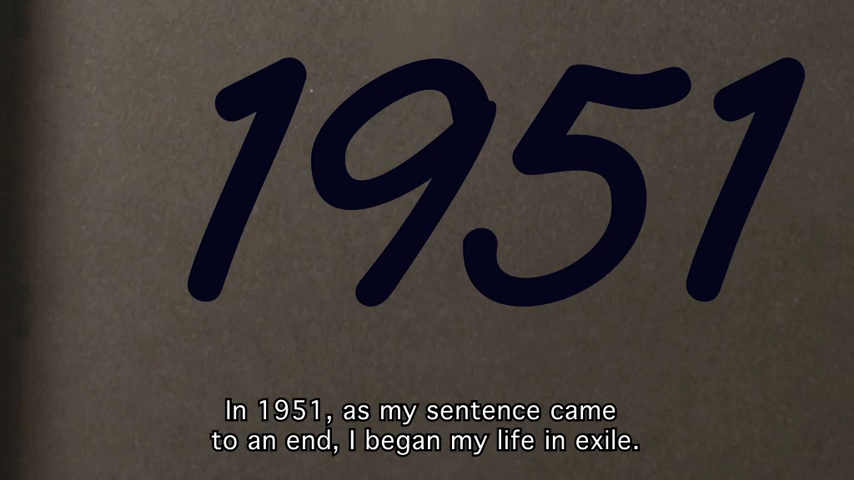 1951
In 1951, as my sentence came
to an end, I began my life in exile.